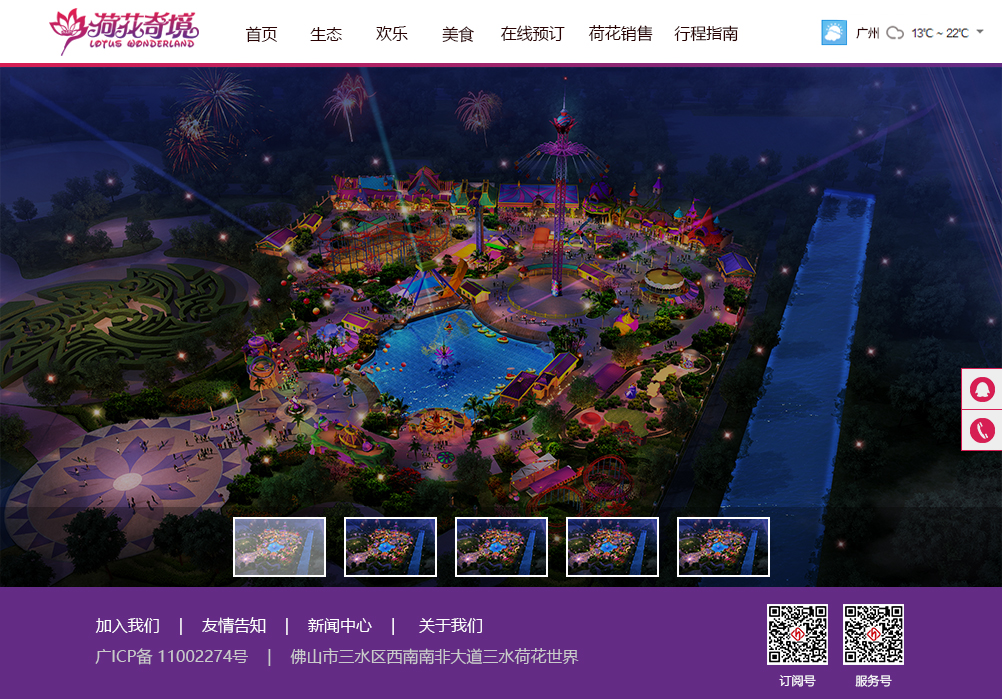 荷花奇境
LOTUS WONDERLAND
首页 生态 欢乐 美食 在线预订 荷花销售 行程指南
广州 13℃ ~ 22℃
加入我们 | 友情告知 | 新闻中心 | 关于我们
广ICP备 11002274号 | 佛山市三水区西南南非大道三水荷花世界
订阅号 服务号